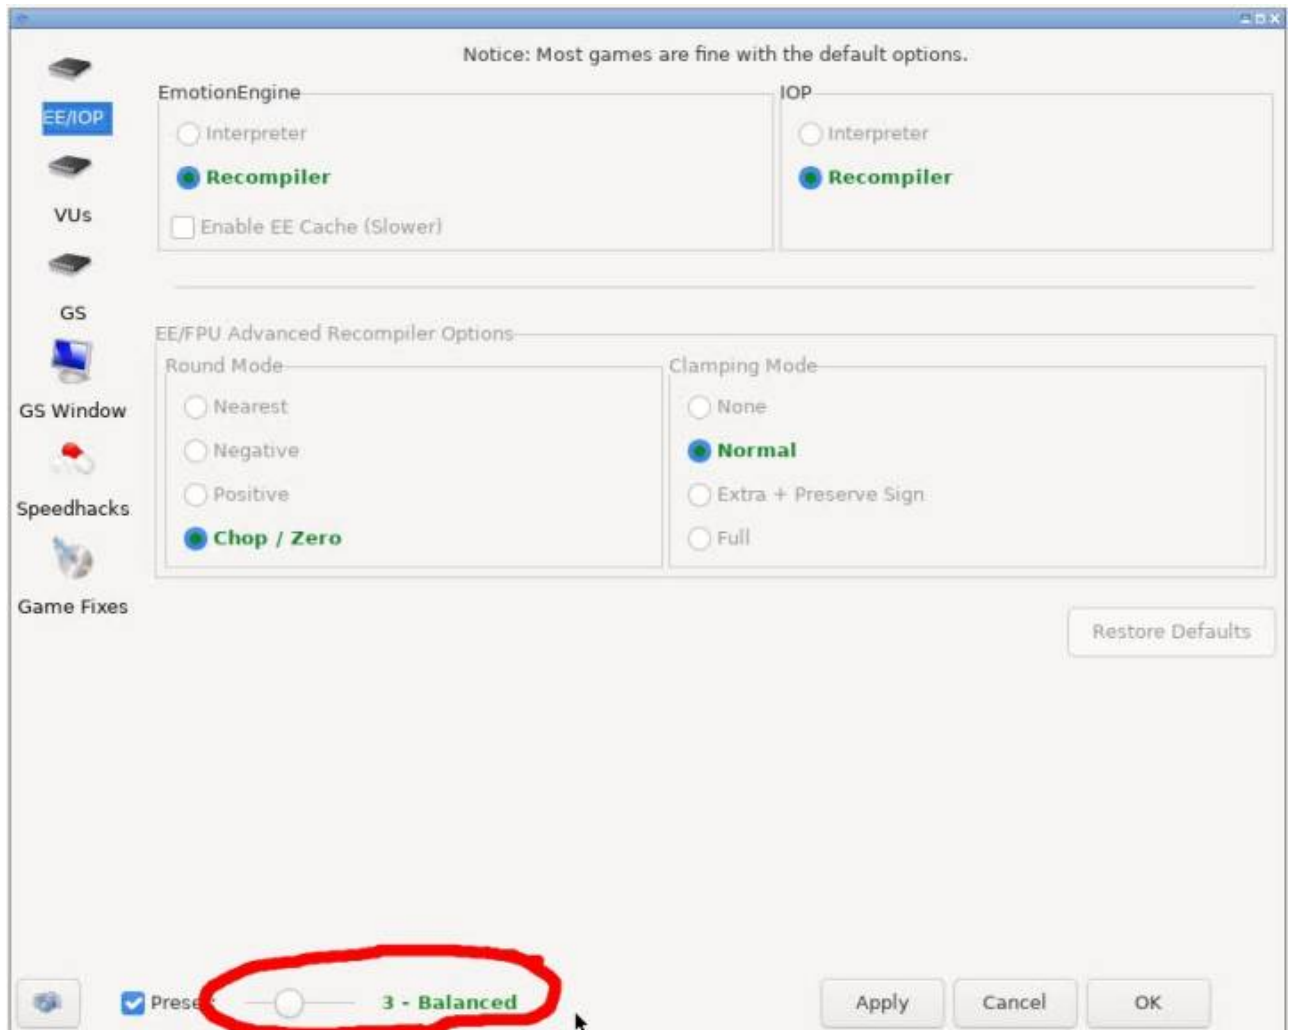 Notice: Most games are fine with the default options.
EE/IOP
VUs
GS
GS Window
Speedhacks
Game Fixes
EmotionEngine
Interpreter
Recompiler
Enable EE Cache (Slower)
IOP
Interpreter
Recompiler
EE/FPU Advanced Recompiler Options
Round Mode
Nearest
Negative
Positive
Chop / Zero
Clamping Mode
None
Normal
Extra + Preserve Sign
Full
Restore Defaults
3 - Balanced
Apply
Cancel
OK